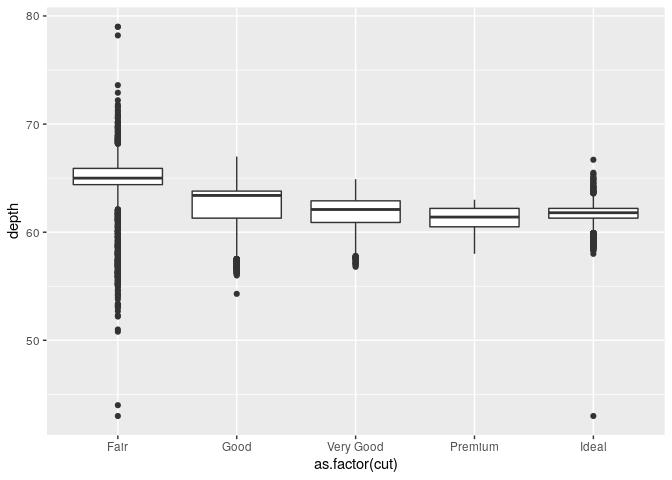 80
70
60
50
depth
Fair
Good
Very Good
Premium
Ideal
as.factor(cut)